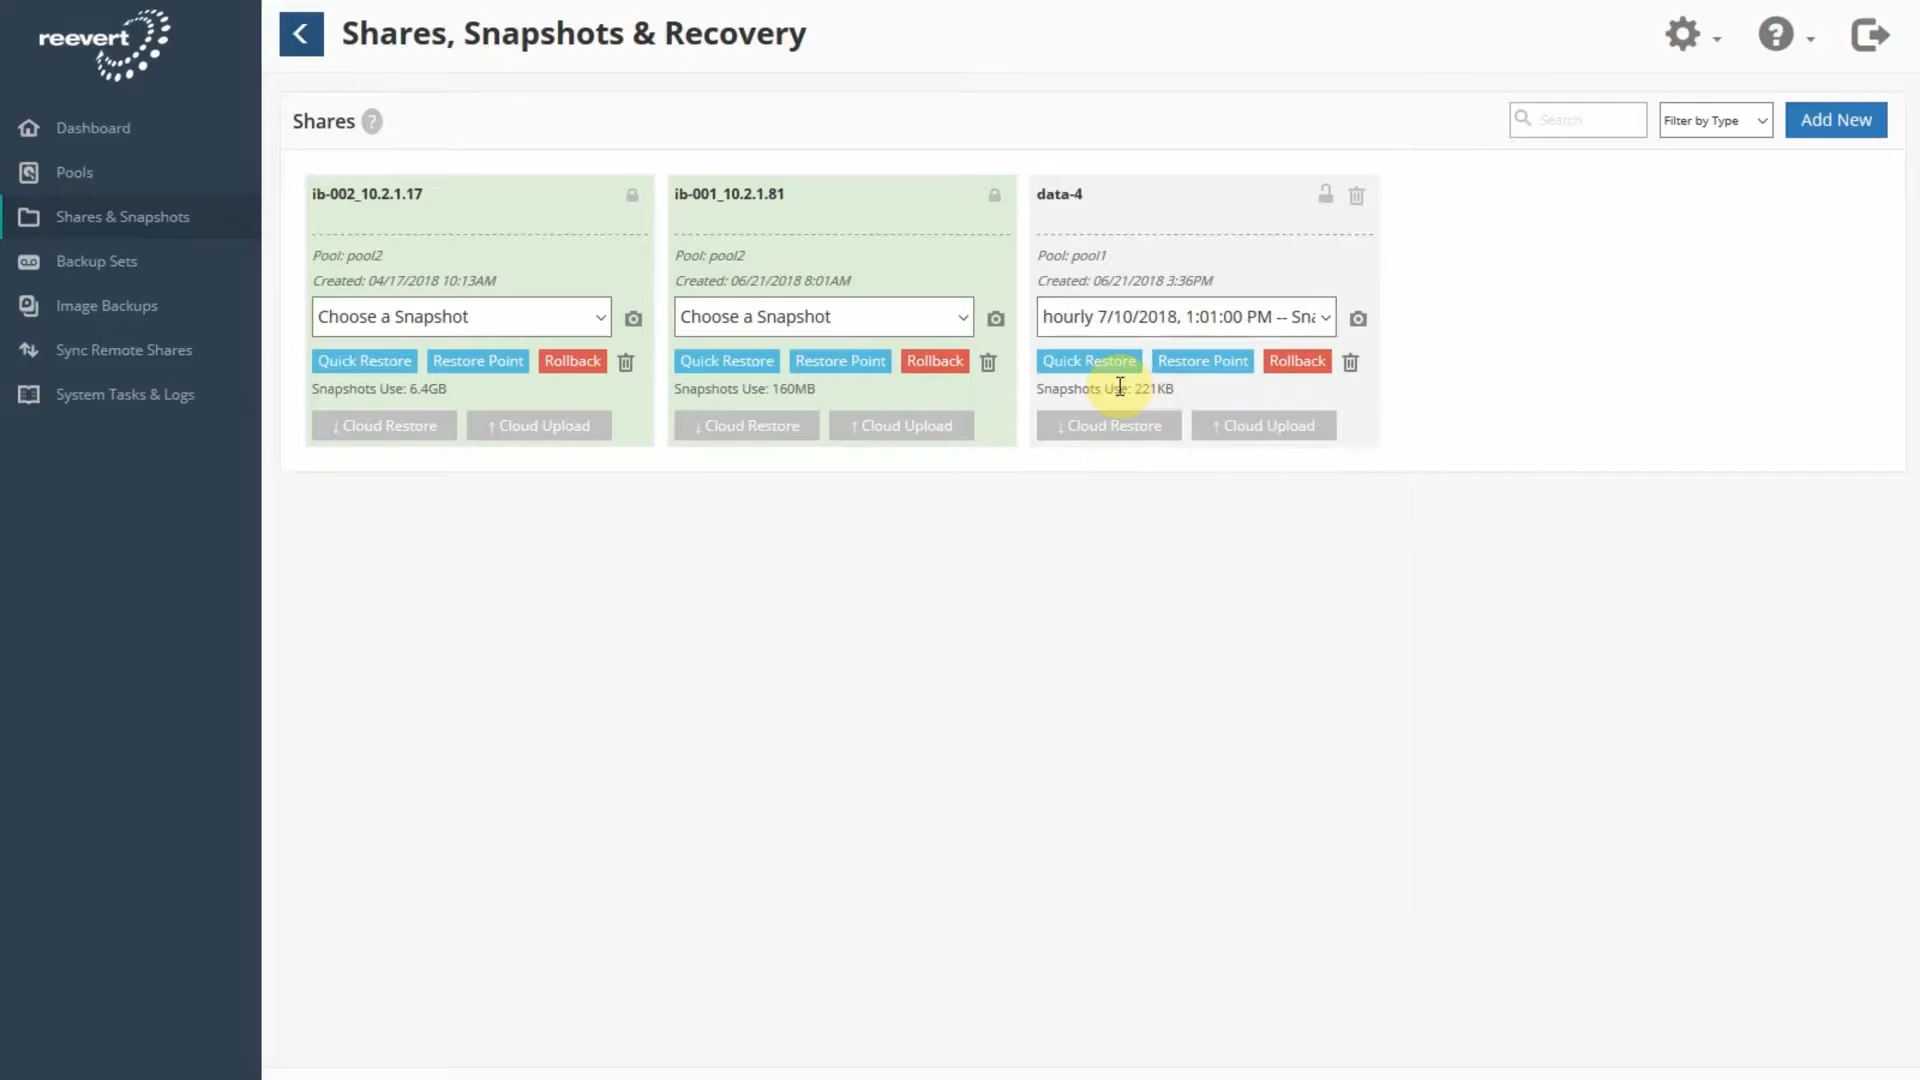 reevert
Shares, Snapshots & Recovery
Dashboard
Pools
Shares & Snapshots
Backup Sets
Image Backups
Sync Remote Shares
System Tasks & Logs
Shares ?
Search
Filter by Type
Add New
ib-002_10.2.1.17
Pool: pool2
Created: 04/17/2018 10:13AM
Choose a Snapshot
Quick Restore Restore Point Rollback
Snapshots Use: 6.4GB
↓ Cloud Restore ↑ Cloud Upload
ib-001_10.2.1.81
Pool: pool2
Created: 06/21/2018 8:01AM
Choose a Snapshot
Quick Restore Restore Point Rollback
Snapshots Use: 160MB
↓ Cloud Restore ↑ Cloud Upload
data-4
Pool: pool1
Created: 06/21/2018 3:36PM
hourly 7/10/2018, 1:01:00 PM -- Sna
Quick Restore Restore Point Rollback
Snapshots Use: 221KB
↓ Cloud Restore ↑ Cloud Upload